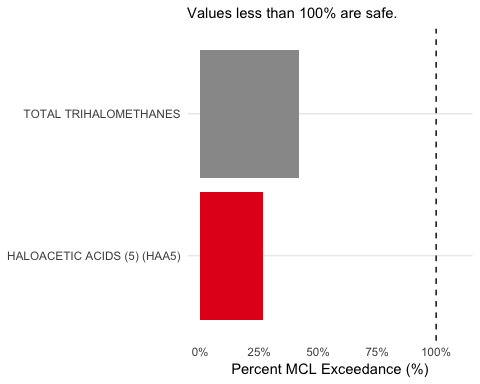 Values less than 100% are safe.
TOTAL TRIHALOMETHANES
HALOACETIC ACIDS (5) (HAA5)
0% 25% 50% 75% 100%
Percent MCL Exceedance (%)